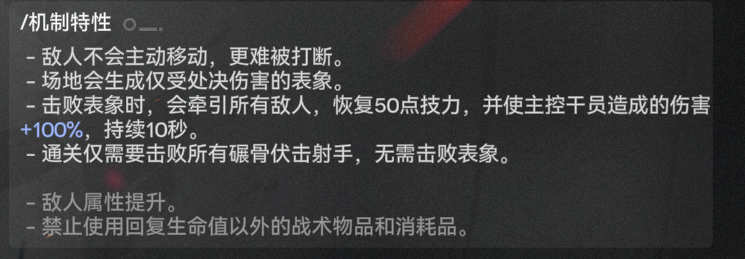 /机制特性
- 敌人不会主动移动，更难被打断。
- 场地会生成仅受处决伤害的表象。
- 击败表象时，会牵引所有敌人，恢复50点技力，并使主控干员造成的伤害
+100%，持续10秒。
- 通关仅需要击败所有碾骨伏击射手，无需击败表象。
- 敌人属性提升。
- 禁止使用回复生命值以外的战术物品和消耗品。